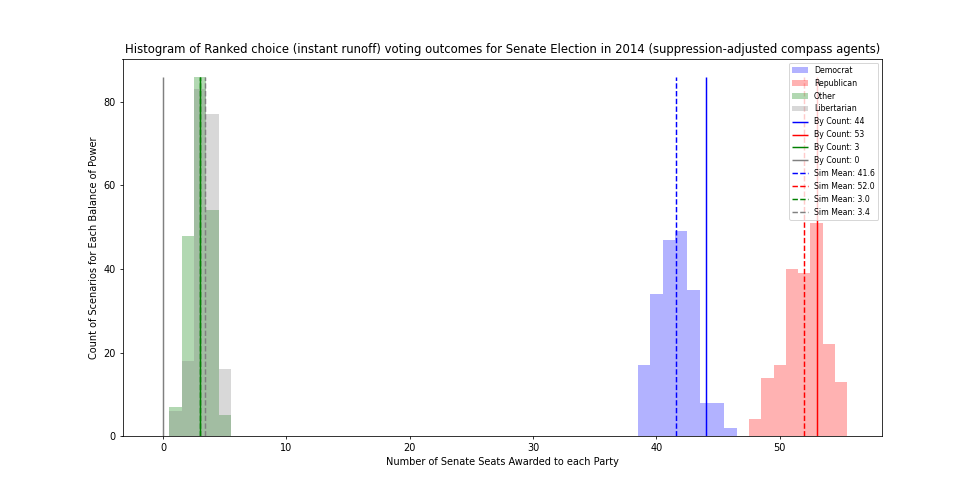 Histogram of Ranked choice (instant runoff) voting outcomes for Senate Election in 2014 (suppression-adjusted compass agents)
Democrat
Republican
Other
Libertarian
By Count: 44
By Count: 53
By Count: 3
By Count: 0
Sim Mean: 41.6
Sim Mean: 52.0
Sim Mean: 3.0
Sim Mean: 3.4
Count of Scenarios for Each Balance of Power
80
60
40
20
0
0 10 20 30 40 50
Number of Senate Seats Awarded to each Party